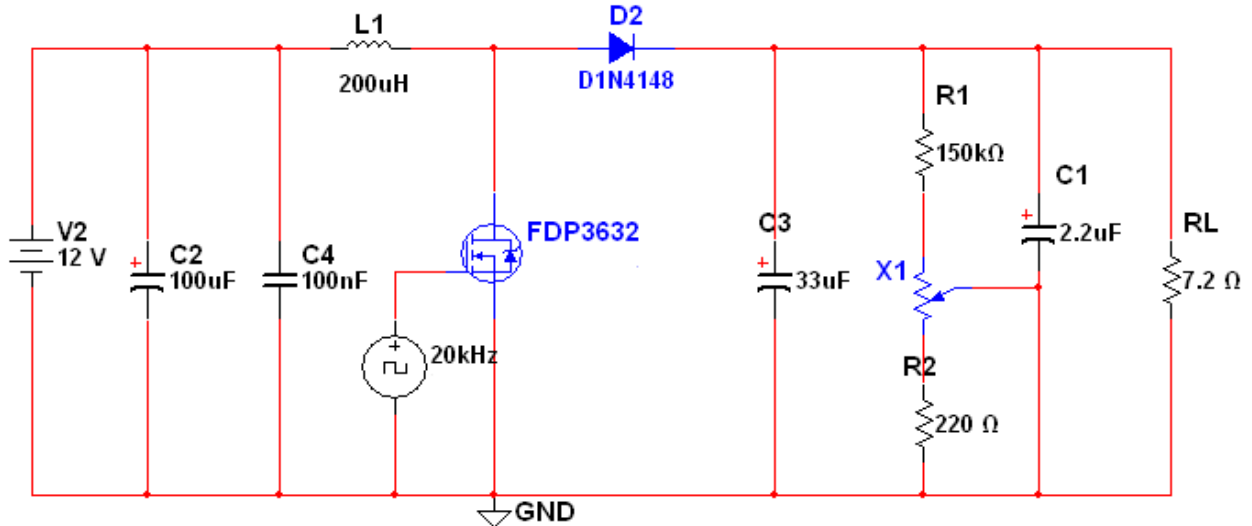 L1
200uH
D2
D1N4148
R1
150kΩ
C1
2.2uF
V2
12 V
C2
100uF
C4
100nF
FDP3632
20kHz
C3
33uF
X1
RL
7.2 Ω
R2
220 Ω
GND